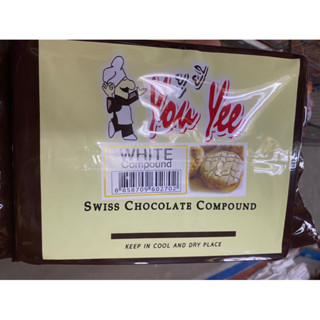 You Yee
WHITE
Compound
SWISS CHOCOLATE COMPOUND
KEEP IN COOL AND DRY PLACE